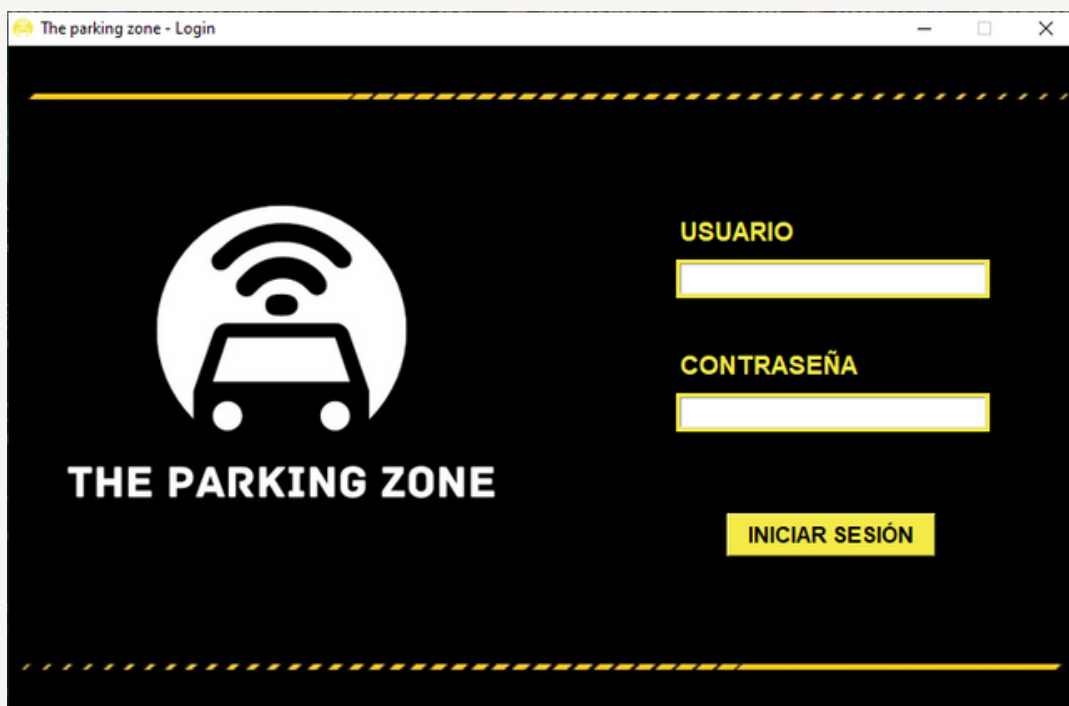 The parking zone - Login
USUARIO
CONTRASEÑA
THE PARKING ZONE
INICIAR SESIÓN